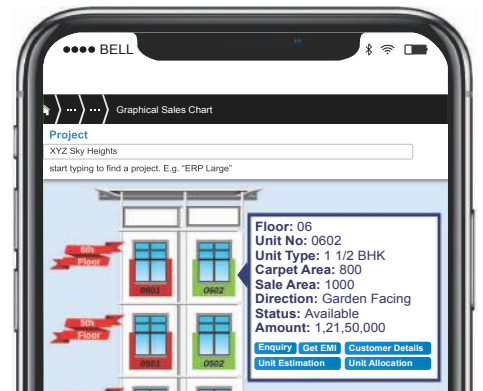 BELL
Graphical Sales Chart
Project
XYZ Sky Heights
start typing to find a project. E.g. "ERP Large"
6th
Floor
0601
0602
Floor: 06
Unit No: 0602
Unit Type: 1 1/2 BHK
Carpet Area: 800
Sale Area: 1000
Direction: Garden Facing
Status: Available
Amount: 1,21,50,000
Enquiry Get EMI Customer Details
Unit Estimation Unit Allocation
5th
Floor
0501
0502